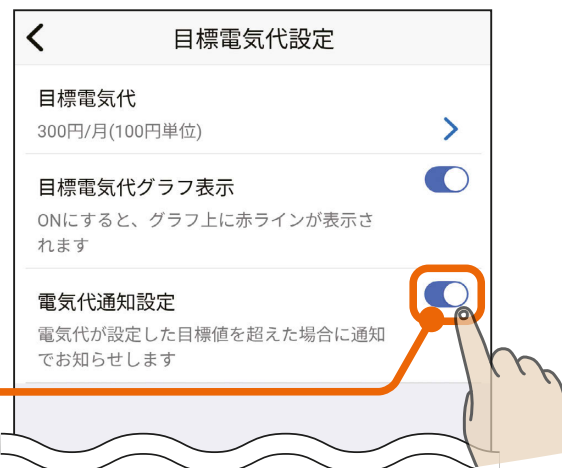 目標電気代設定
目標電気代
300円/月(100円単位)
目標電気代グラフ表示
ONにすると、グラフ上に赤ラインが表示さ
れます
電気代通知設定
電気代が設定した目標値を超えた場合に通知
でお知らせします